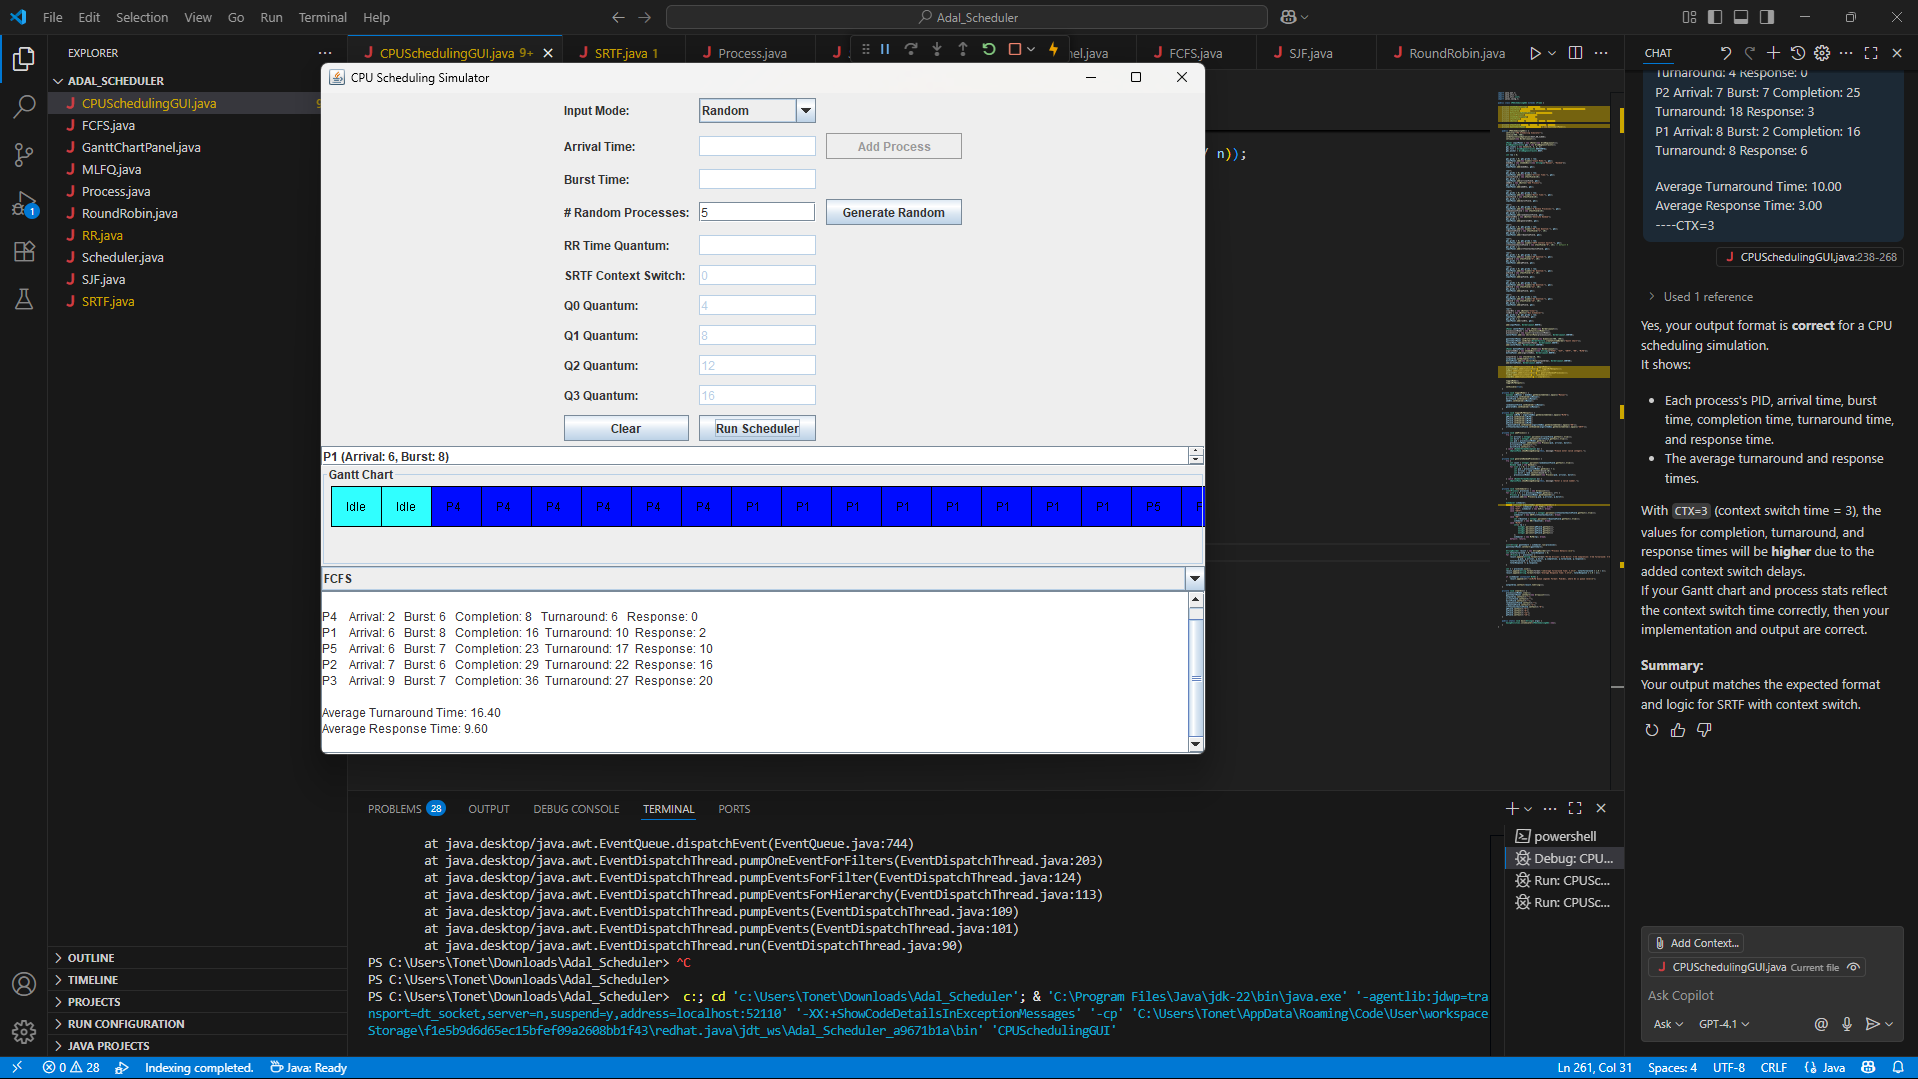 File Edit Selection View Go Run Terminal Help
Adal_Scheduler
EXPLORER
ADAL_SCHEDULER
CPUSchedulingGUI.java 9
FCFS.java
GanttChartPanel.java
MLFQ.java
Process.java
RoundRobin.java
RR.java
Scheduler.java
SJF.java
SRTF.java
OUTLINE
TIMELINE
PROJECTS
RUN CONFIGURATION
JAVA PROJECTS
CPUSchedulingGUI.java 9+
SRTF.java 1
Process.java
nel.java
FCFS.java
SJF.java
RoundRobin.java
n));
CPU Scheduling Simulator
Input Mode: Random
Arrival Time: Add Process
Burst Time:
# Random Processes: 5 Generate Random
RR Time Quantum:
SRTF Context Switch: 0
Q0 Quantum: 4
Q1 Quantum: 8
Q2 Quantum: 12
Q3 Quantum: 16
Clear Run Scheduler
P1 (Arrival: 6, Burst: 8)
Gantt Chart
Idle Idle P4 P4 P4 P4 P4 P4 P1 P1 P1 P1 P1 P1 P1 P1 P5
FCFS
P4 Arrival: 2 Burst: 6 Completion: 8 Turnaround: 6 Response: 0
P1 Arrival: 6 Burst: 8 Completion: 16 Turnaround: 10 Response: 2
P5 Arrival: 6 Burst: 7 Completion: 23 Turnaround: 17 Response: 10
P2 Arrival: 7 Burst: 6 Completion: 29 Turnaround: 22 Response: 16
P3 Arrival: 9 Burst: 7 Completion: 36 Turnaround: 27 Response: 20
Average Turnaround Time: 16.40
Average Response Time: 9.60
PROBLEMS 28 OUTPUT DEBUG CONSOLE TERMINAL PORTS
at java.desktop/java.awt.EventQueue.dispatchEvent(EventQueue.java:744)
at java.desktop/java.awt.EventDispatchThread.pumpOneEventForFilters(EventDispatchThread.java:203)
at java.desktop/java.awt.EventDispatchThread.pumpEventsForFilter(EventDispatchThread.java:124)
at java.desktop/java.awt.EventDispatchThread.pumpEventsForHierarchy(EventDispatchThread.java:113)
at java.desktop/java.awt.EventDispatchThread.pumpEvents(EventDispatchThread.java:109)
at java.desktop/java.awt.EventDispatchThread.pumpEvents(EventDispatchThread.java:101)
at java.desktop/java.awt.EventDispatchThread.run(EventDispatchThread.java:90)
PS C:\Users\Tonet\Downloads\Adal_Scheduler> ^C
PS C:\Users\Tonet\Downloads\Adal_Scheduler>
PS C:\Users\Tonet\Downloads\Adal_Scheduler> c:; cd 'c:\Users\Tonet\Downloads\Adal_Scheduler'; & 'C:\Program Files\Java\jdk-22\bin\java.exe' '-agentlib:jdwp=tra
nsport=dt_socket,server=n,suspend=y,address=localhost:52110' '-XX:+ShowCodeDetailsInExceptionMessages' '-cp' 'C:\Users\Tonet\AppData\Roaming\Code\User\workspace
Storage\f1e5b9d6d65ec15bfef09a2608bb1f43\redhat.java\jdt_ws\Adal_Scheduler_a9671b1a\bin' 'CPUSchedulingGUI'
powershell
Debug: CPU...
Run: CPUSc...
Run: CPUSc...
CHAT
Turnaround: 4 Response: 0
P2 Arrival: 7 Burst: 7 Completion: 25
Turnaround: 18 Response: 3
P1 Arrival: 8 Burst: 2 Completion: 16
Turnaround: 8 Response: 6
Average Turnaround Time: 10.00
Average Response Time: 3.00
----CTX=3
CPUSchedulingGUI.java:238-268
Used 1 reference
Yes, your output format is correct for a CPU
scheduling simulation.
It shows:
• Each process's PID, arrival time, burst
time, completion time, turnaround time,
and response time.
• The average turnaround and response
times.
With CTX=3 (context switch time = 3), the
values for completion, turnaround, and
response times will be higher due to the
added context switch delays.
If your Gantt chart and process stats reflect
the context switch time correctly, then your
implementation and output are correct.
Summary:
Your output matches the expected format
and logic for SRTF with context switch.
Add Context...
CPUSchedulingGUI.java Current file
Ask Copilot
Ask GPT-4.1
0 28 Indexing completed. Java: Ready
Ln 261, Col 31 Spaces: 4 UTF-8 CRLF Java